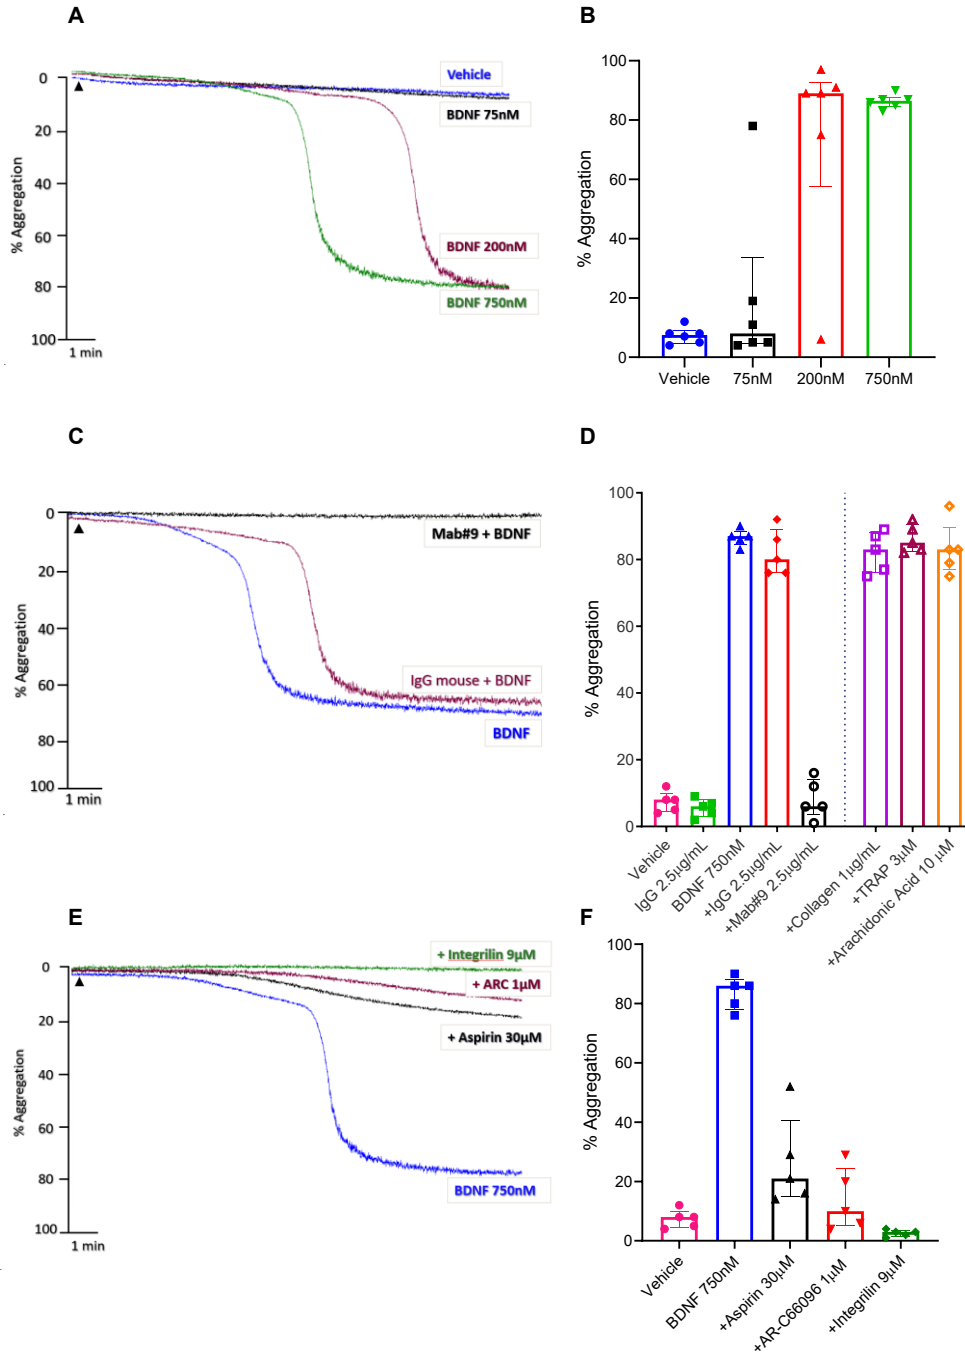 A
% Aggregation
0
20
40
60
80
100
1 min
Vehicle
BDNF 75nM
BDNF 200nM
BDNF 750nM
B
% Aggregation
100
80
60
40
20
0
Vehicle
75nM
200nM
750nM
C
% Aggregation
0
20
40
60
80
100
1 min
Mab#9 + BDNF
IgG mouse + BDNF
BDNF
D
% Aggregation
100
80
60
40
20
0
Vehicle
IgG 2.5µg/mL
BDNF 750nM
+IgG 2.5µg/mL
+Mab#9 2.5µg/mL
+Collagen 1µg/mL
+TRAP 3µM
+Arachidonic Acid 10 µM
E
% Aggregation
0
20
40
60
80
100
1 min
+ Integrilin 9µM
+ ARC 1µM
+ Aspirin 30µM
BDNF 750nM
F
% Aggregation
100
80
60
40
20
0
Vehicle
BDNF 750nM
+Aspirin 30µM
+AR-C66096 1µM
+Integrilin 9µM